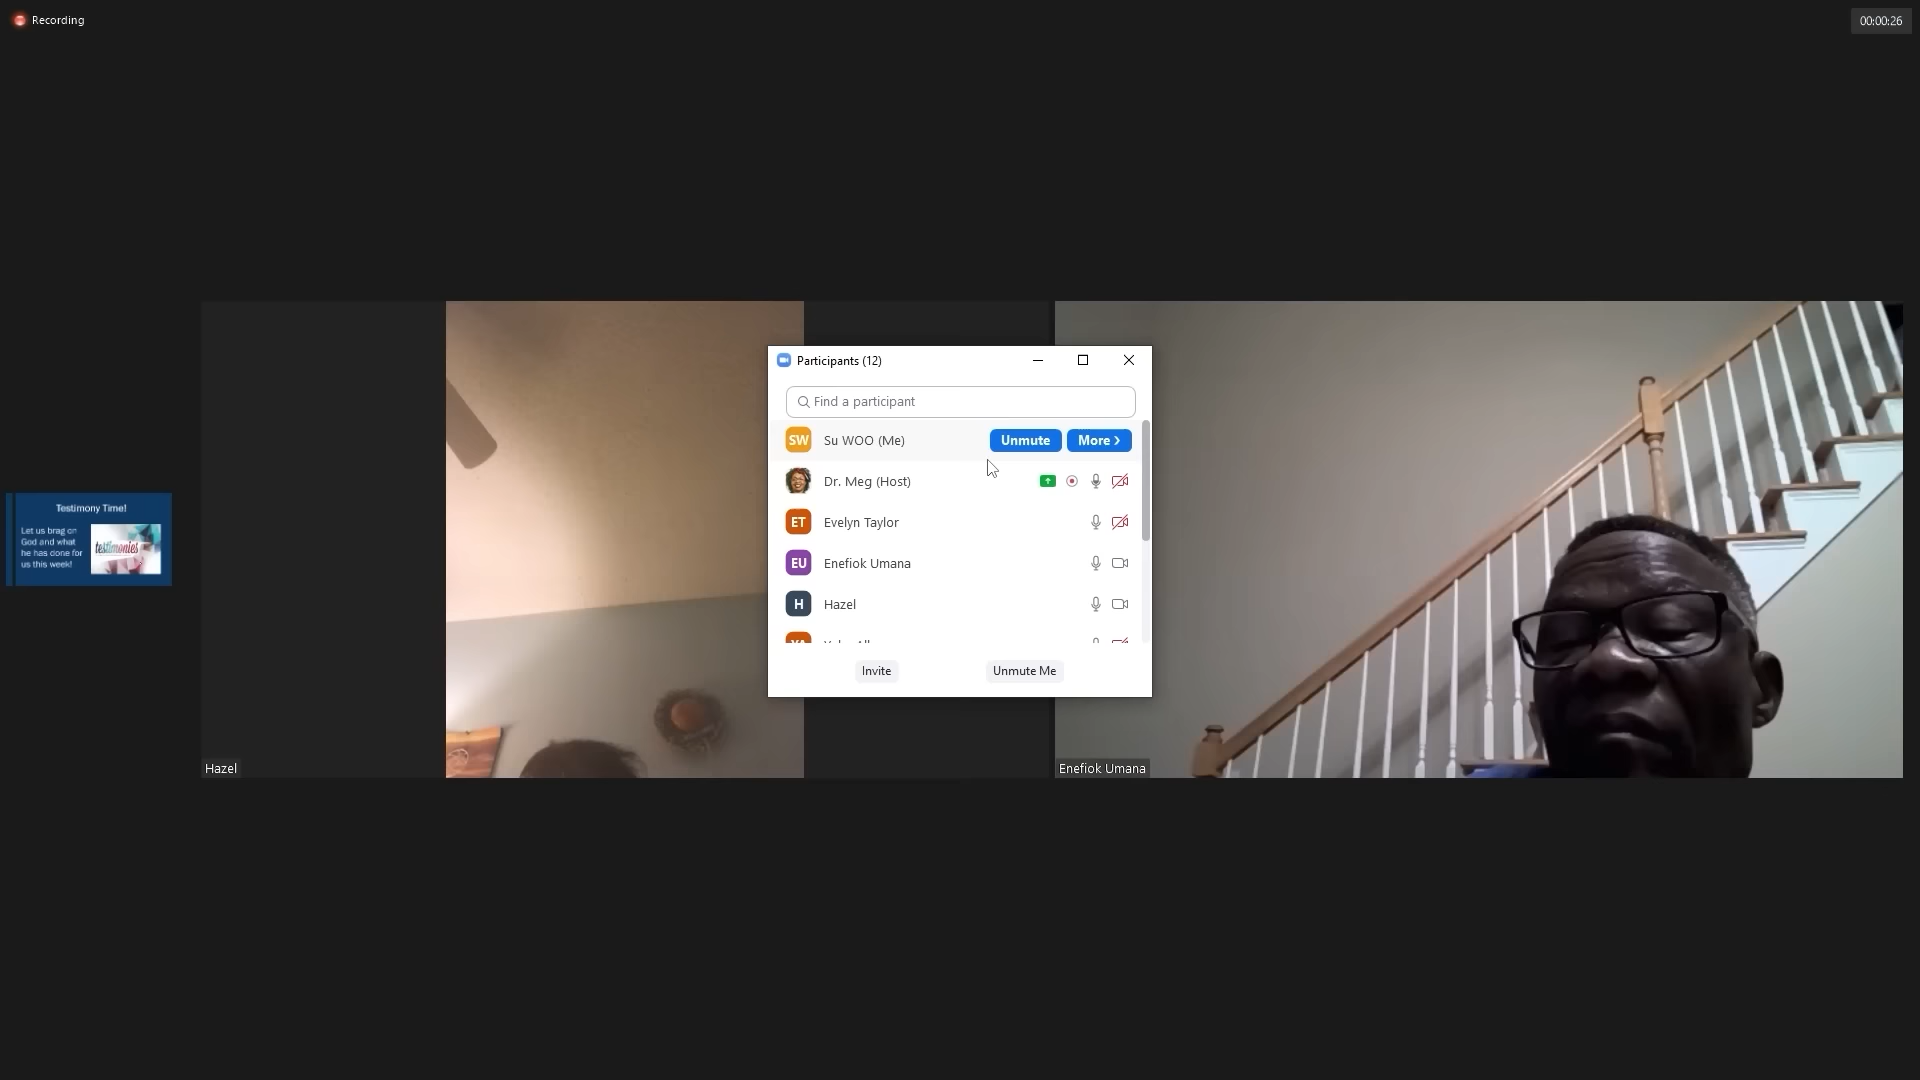 Recording
00:00:26
Testimony Time!
Let us brag on
God and what
he has done for
us this week!
testimonies
Participants (12)
Find a participant
SW Su WOO (Me) Unmute More
Dr. Meg (Host)
ET Evelyn Taylor
EU Enefiok Umana
H Hazel
Invite Unmute Me
Hazel
Enefiok Umana